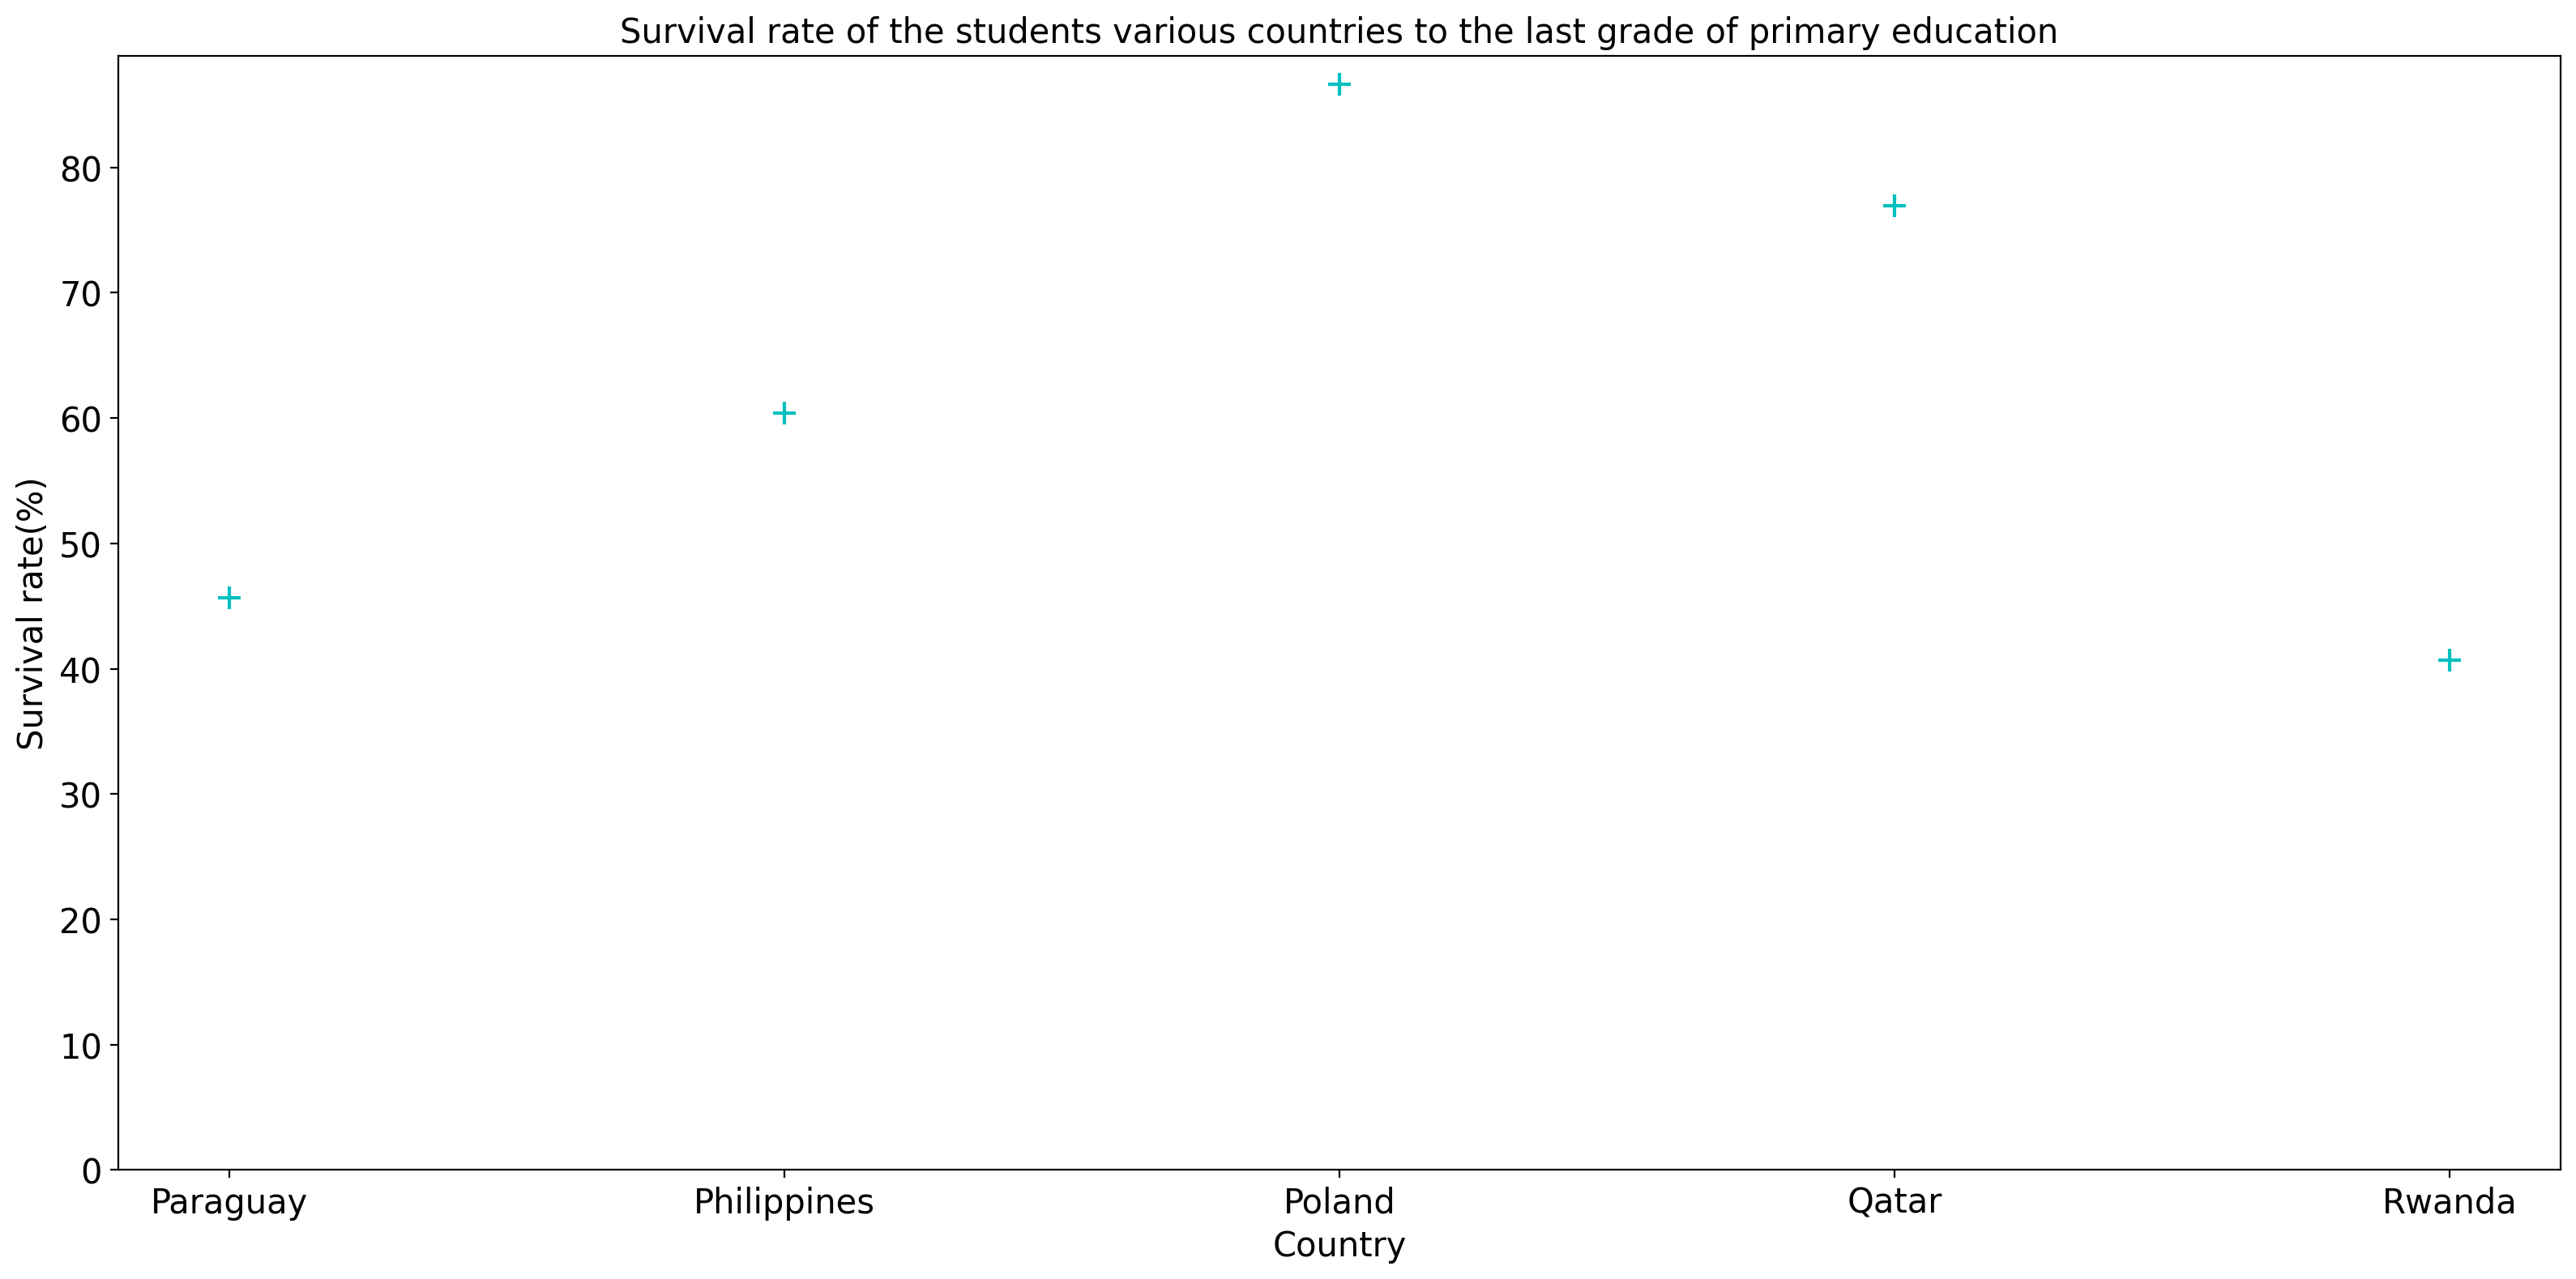 Survival rate of the students various countries to the last grade of primary education
Survival rate(%)
80
70
60
50
40
30
20
10
0
Paraguay Philippines Poland Qatar Rwanda
Country